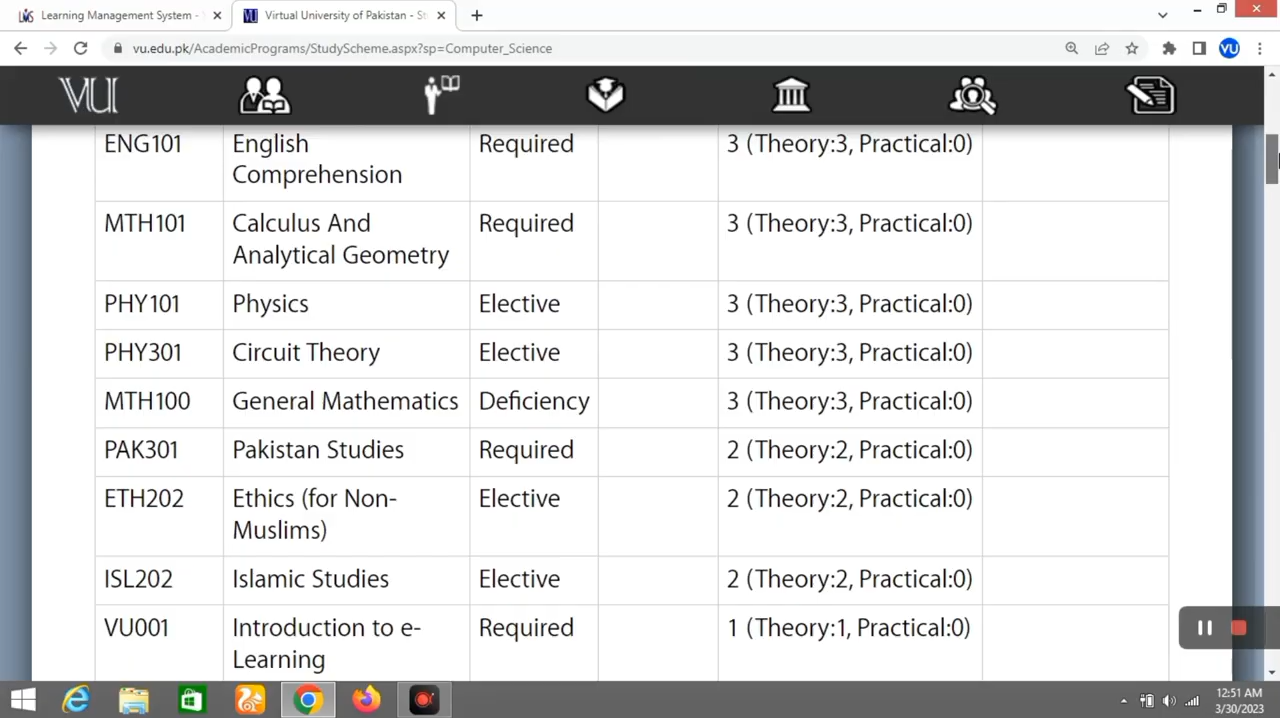 Learning Management System -
Virtual University of Pakistan - St
vu.edu.pk/AcademicPrograms/StudyScheme.aspx?sp=Computer_Science
VU
VU
ENG101 English Comprehension Required 3 (Theory:3, Practical:0)
MTH101 Calculus And Analytical Geometry Required 3 (Theory:3, Practical:0)
PHY101 Physics Elective 3 (Theory:3, Practical:0)
PHY301 Circuit Theory Elective 3 (Theory:3, Practical:0)
MTH100 General Mathematics Deficiency 3 (Theory:3, Practical:0)
PAK301 Pakistan Studies Required 2 (Theory:2, Practical:0)
ETH202 Ethics (for Non-Muslims) Elective 2 (Theory:2, Practical:0)
ISL202 Islamic Studies Elective 2 (Theory:2, Practical:0)
VU001 Introduction to e-Learning Required 1 (Theory:1, Practical:0)
12:51 AM
3/30/2023